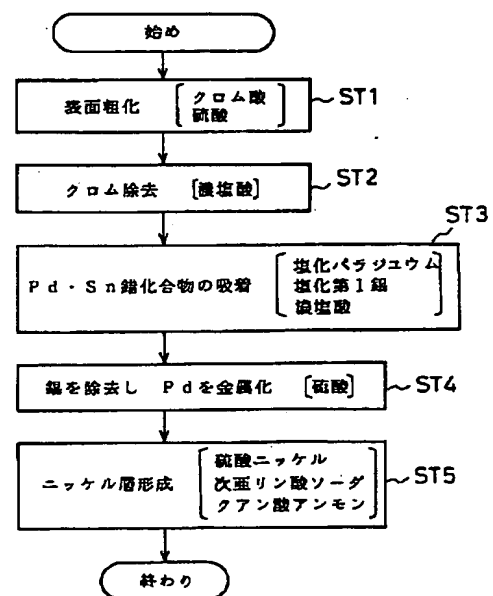 始め
表面粗化 [クロム酸
硫酸]
ST1
クロム除去 [濃塩酸]
ST2
ST3
Pd・Sn錯化合物の吸着 [塩化パラジュウム
塩化第1錫
濃塩酸]
錫を除去し Pdを金属化 [硫酸]
ST4
ニッケル層形成 [硫酸ニッケル
次亜リン酸ソーダ
クアン酸アンモン]
ST5
終わり